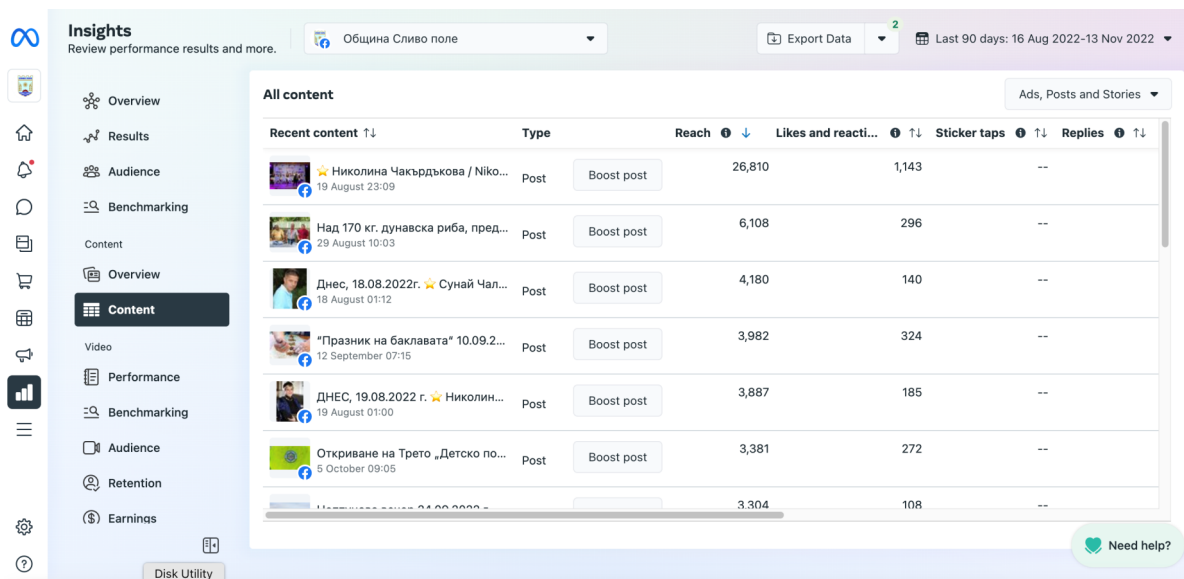 Insights
Review performance results and more.
Община Сливо поле
Export Data
2
Last 90 days: 16 Aug 2022-13 Nov 2022
Overview
Results
Audience
Benchmarking
Content
Overview
Content
Video
Performance
Benchmarking
Audience
Retention
Earnings
Disk Utility
All content
Ads, Posts and Stories
Recent content Type Reach Likes and reacti... Sticker taps Replies
⭐ Николина Чакърдъкова / Niko... Post Boost post 26,810 1,143 --
19 August 23:09
Над 170 кг. дунавска риба, пред... Post Boost post 6,108 296 --
29 August 10:03
Днес, 18.08.2022г. ⭐ Сунай Чал... Post Boost post 4,180 140 --
18 August 01:12
"Празник на баклавата" 10.09.2... Post Boost post 3,982 324 --
12 September 07:15
ДНЕС, 19.08.2022 г. ⭐ Николин... Post Boost post 3,887 185 --
19 August 01:00
Откриване на Трето „Детско по... Post Boost post 3,381 272 --
5 October 09:05
3,304 108 --
Need help?